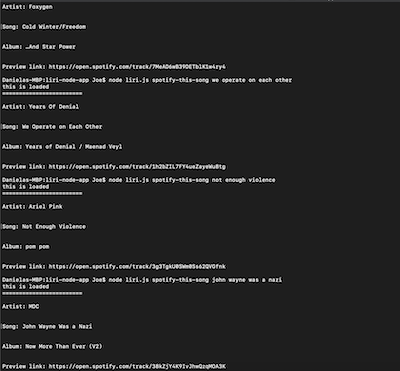 Artist: Foxygen
Song: Cold Winter/Freedom
Album: …And Star Power
Preview link: https://open.spotify.com/track/7MeAD6wB39DETblK1w4ry4
Danielas-MBP:liri-node-app Joe$ node liri.js spotify-this-song we operate on each other
this is loaded
========================
Artist: Years Of Denial
Song: We Operate on Each Other
Album: Years of Denial / Maenad Veyl
Preview link: https://open.spotify.com/track/1h2bZIL7FY4ueZayeWu8tg
Danielas-MBP:liri-node-app Joe$ node liri.js spotify-this-song not enough violence
this is loaded
========================
Artist: Ariel Pink
Song: Not Enough Violence
Album: pom pom
Preview link: https://open.spotify.com/track/3g3TgkU0SWm8Ss62QVOfnk
Danielas-MBP:liri-node-app Joe$ node liri.js spotify-this-song john wayne was a nazi
this is loaded
========================
Artist: MDC
Song: John Wayne Was a Nazi
Album: Now More Than Ever (V2)
Preview link: https://open.spotify.com/track/38kZjY4K9IvJhwQzqMOA3K